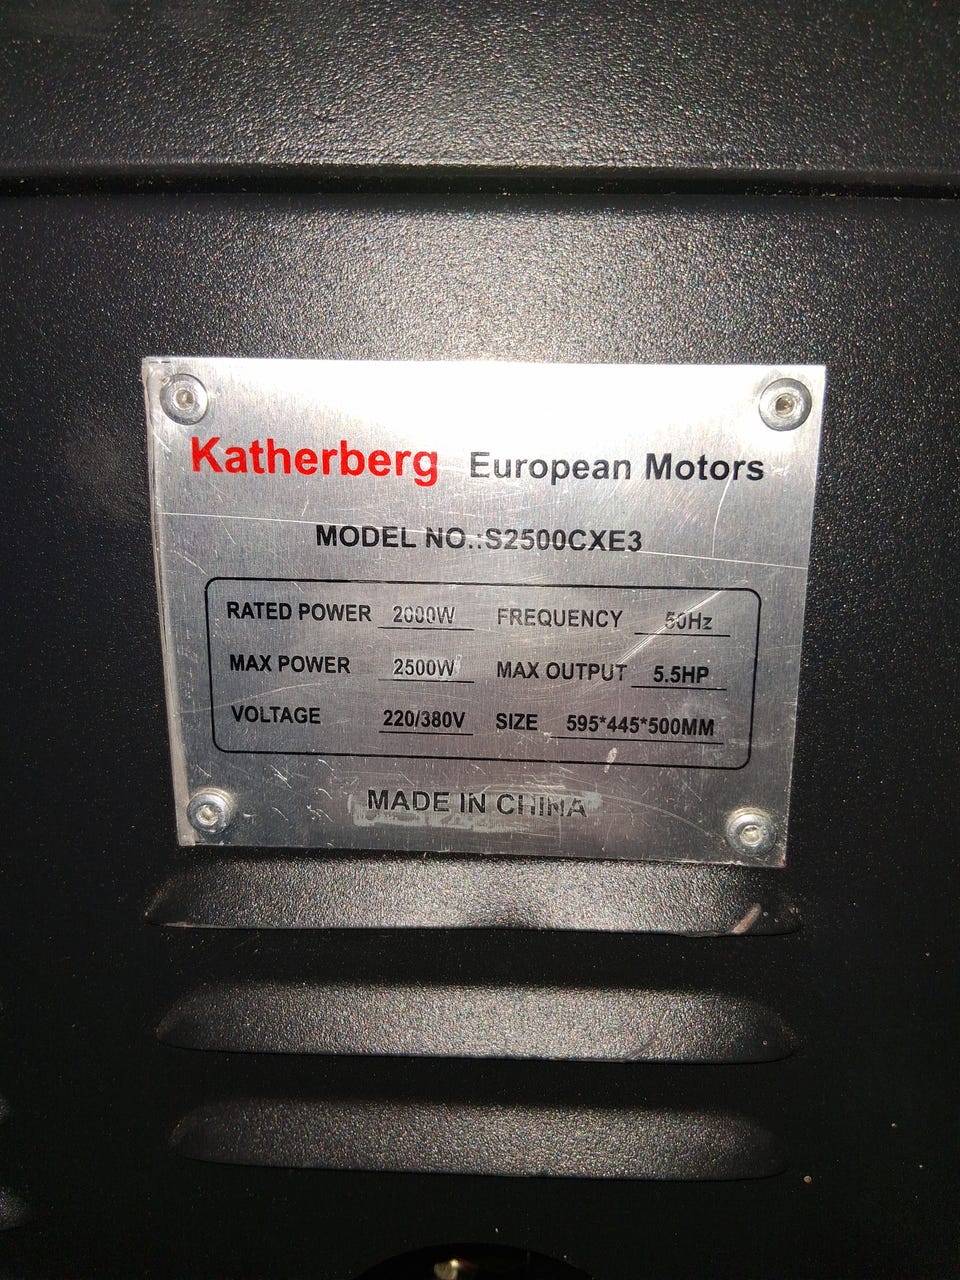 Katherberg European Motors
MODEL NO.:S2500CXE3
RATED POWER 2000W FREQUENCY 50Hz
MAX POWER 2500W MAX OUTPUT 5.5HP
VOLTAGE 220/380V SIZE 595*445*500MM
MADE IN CHINA